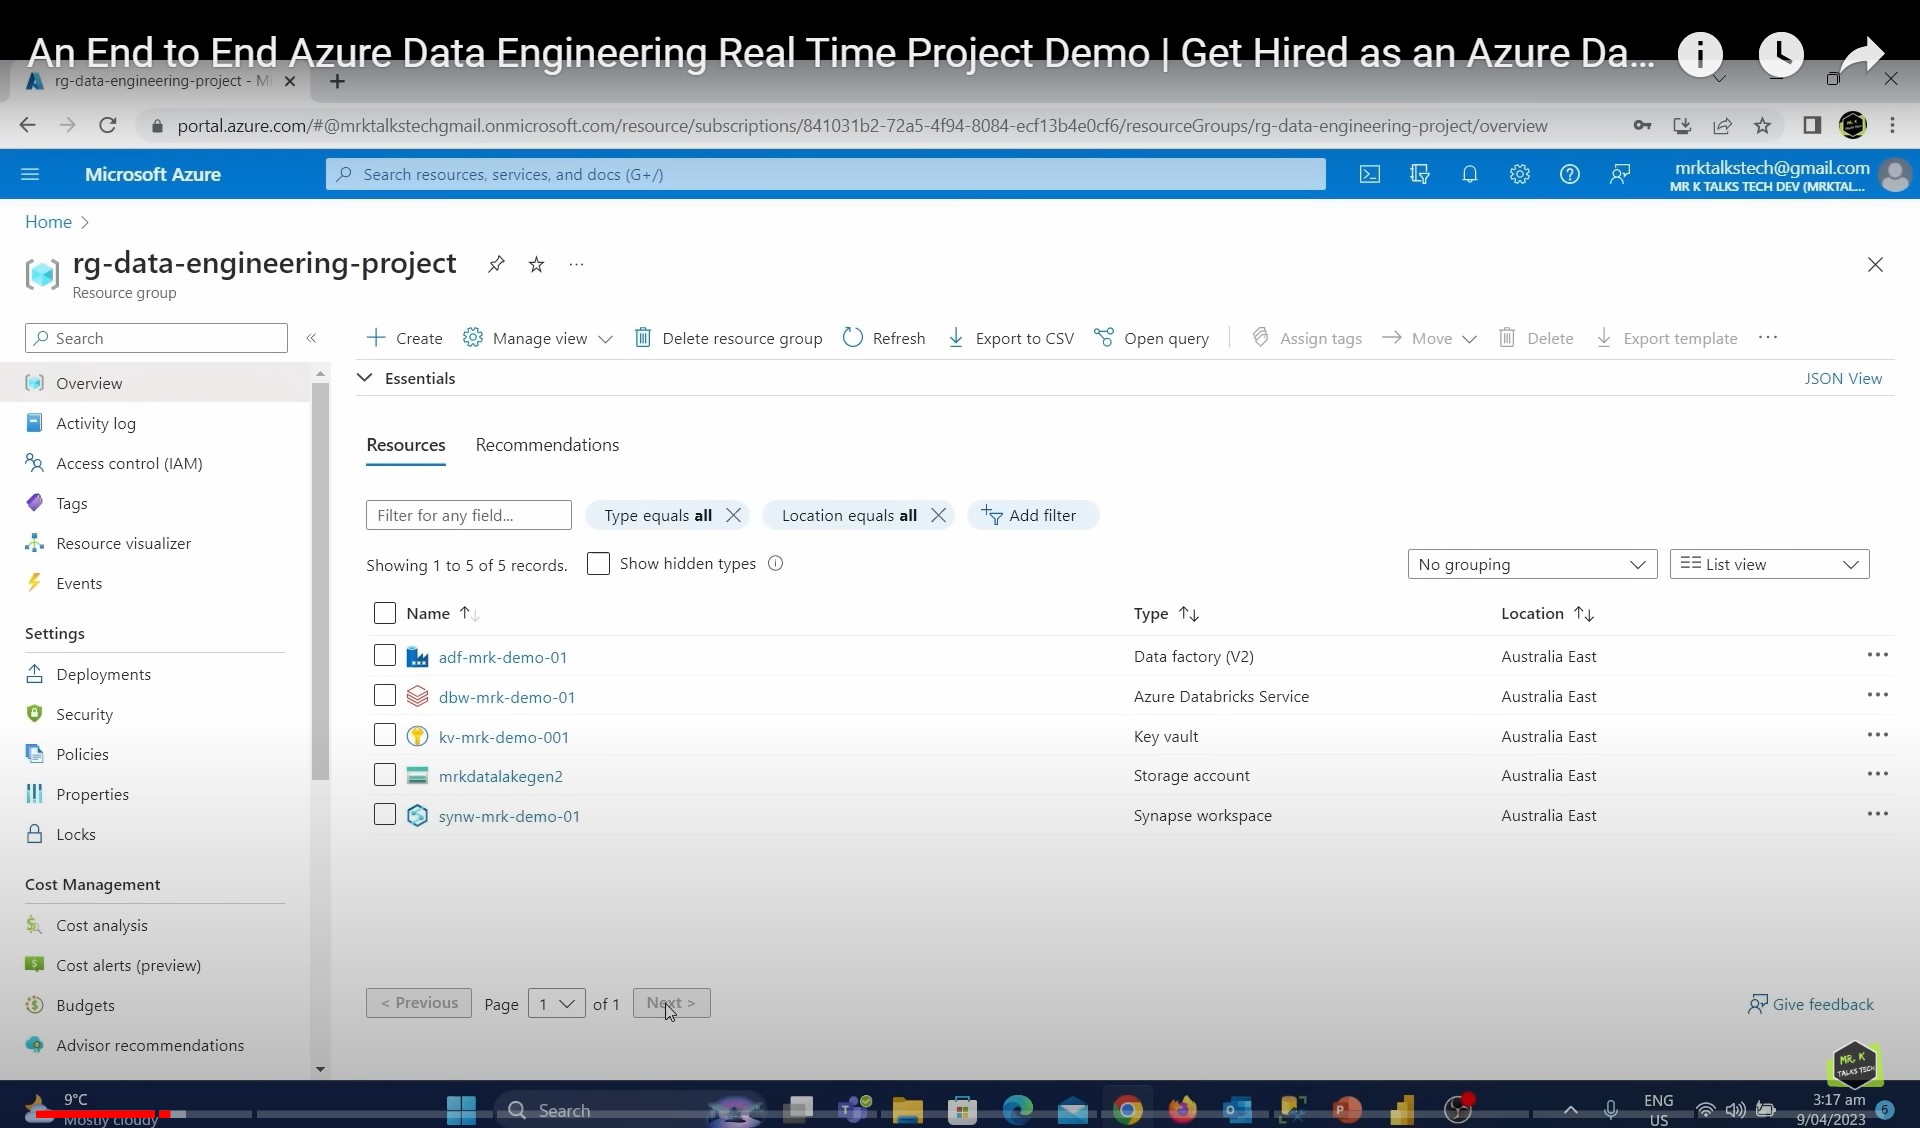 An End to End Azure Data Engineering Real Time Project Demo | Get Hired as an Azure Da...
rg-data-engineering-project - M
portal.azure.com/#@mrktalkstechgmail.onmicrosoft.com/resource/subscriptions/841031b2-72a5-4f94-8084-ecf13b4e0cf6/resourceGroups/rg-data-engineering-project/overview
Microsoft Azure
Search resources, services, and docs (G+/)
mrktalkstech@gmail.com
MR K TALKS TECH DEV (MRKTAL...
Home >
rg-data-engineering-project
Resource group
Search
Create
Manage view
Delete resource group
Refresh
Export to CSV
Open query
Assign tags
Move
Delete
Export template
Overview
Activity log
Access control (IAM)
Tags
Resource visualizer
Events
Settings
Deployments
Security
Policies
Properties
Locks
Cost Management
Cost analysis
Cost alerts (preview)
Budgets
Advisor recommendations
Essentials
JSON View
Resources Recommendations
Filter for any field...
Type equals all
Location equals all
Add filter
Showing 1 to 5 of 5 records.
Show hidden types
No grouping
List view
Name Type Location
adf-mrk-demo-01 Data factory (V2) Australia East
dbw-mrk-demo-01 Azure Databricks Service Australia East
kv-mrk-demo-001 Key vault Australia East
mrkdatalakegen2 Storage account Australia East
synw-mrk-demo-01 Synapse workspace Australia East
< Previous Page 1 of 1 Next >
Give feedback
MR. K
TALKS TECH
9°C
Mostly cloudy
Search
ENG
US
3:17 am
9/04/2023
6